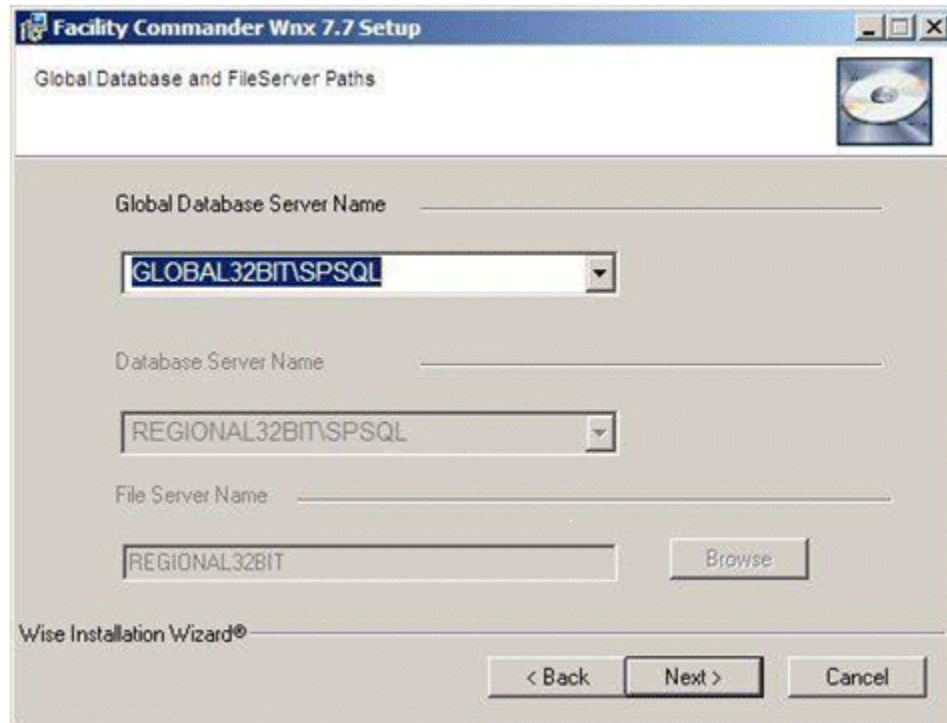 Facility Commander Wnx 7.7 Setup
Global Database and FileServer Paths
Global Database Server Name
GLOBAL32BIT\SPSQL
Database Server Name
REGIONAL32BIT\SPSQL
File Server Name
REGIONAL32BIT
Browse
Wise Installation Wizard®
< Back
Next >
Cancel